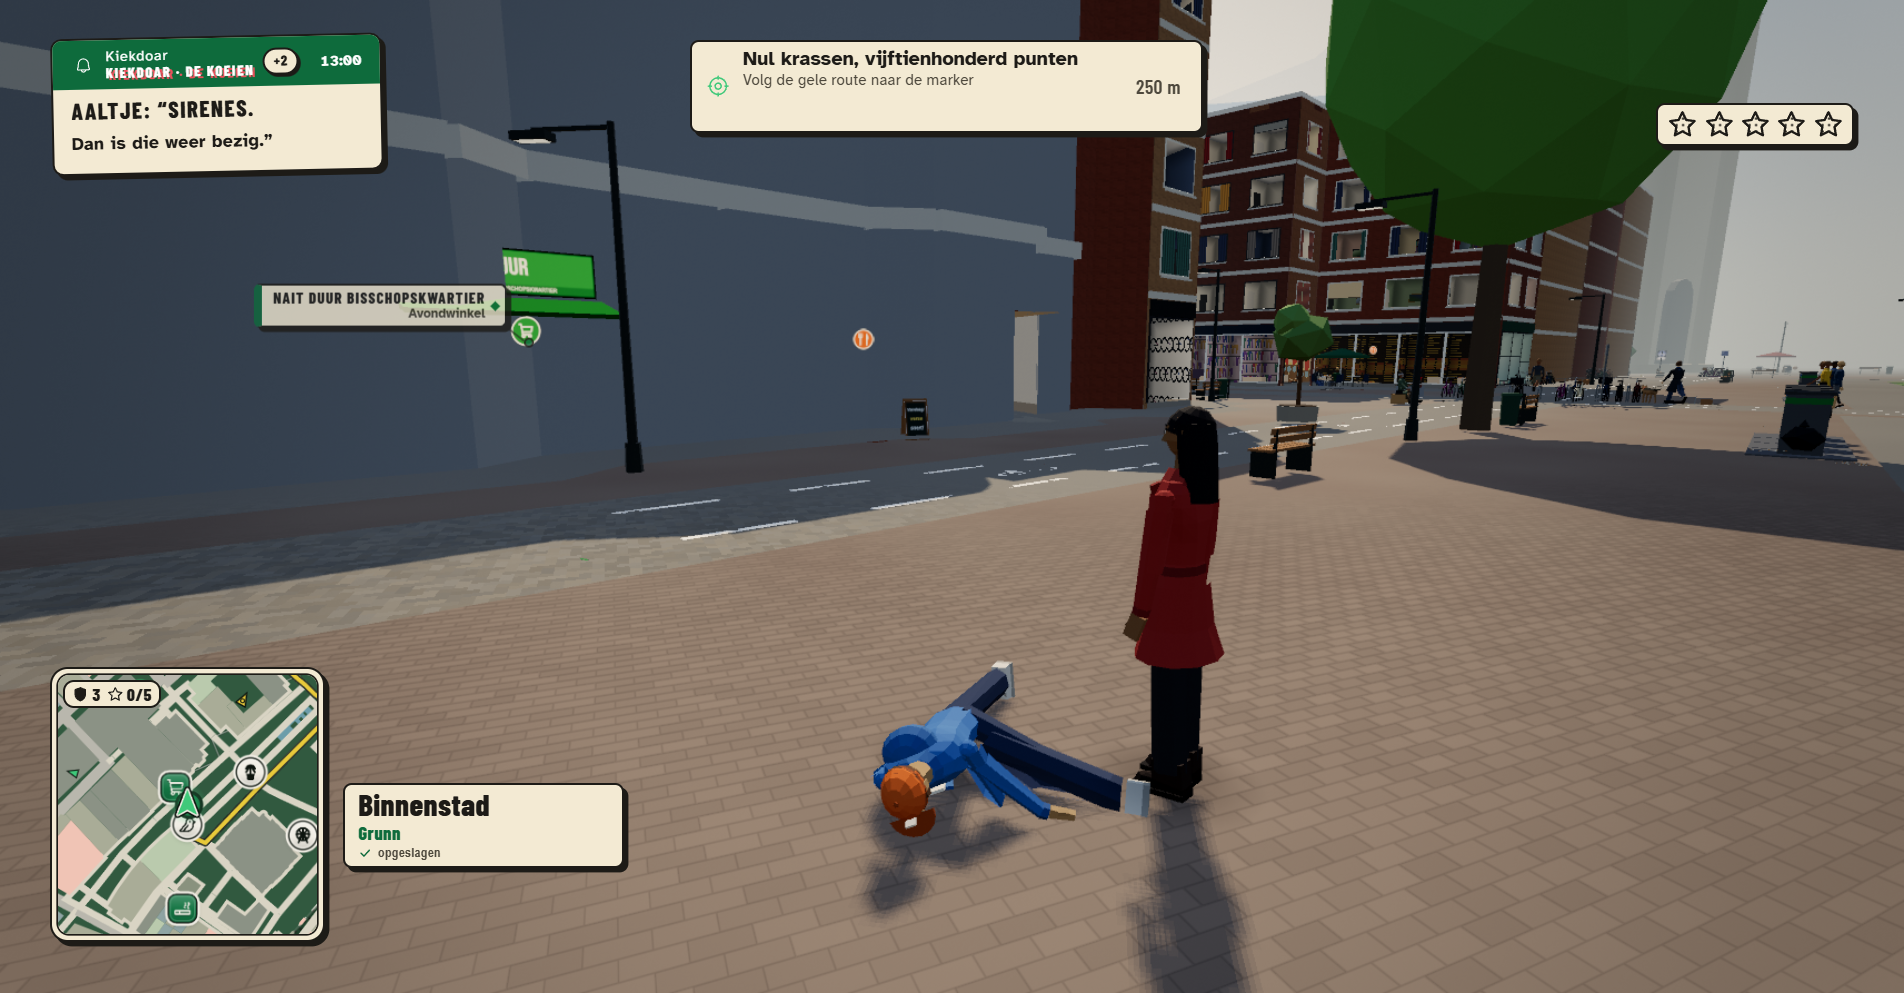 Kiekdoar
KIEKDOAR · DE KOEIEN
+2
13:00
AALTJE: “SIRENES.
Dan is die weer bezig.”
Nul krassen, vijftienhonderd punten
Volg de gele route naar de marker
250 m
UUR
NAIT DUUR BISSCHOPSKWARTIER
Avondwinkel
3
0/5
Binnenstad
Grunn
opgeslagen